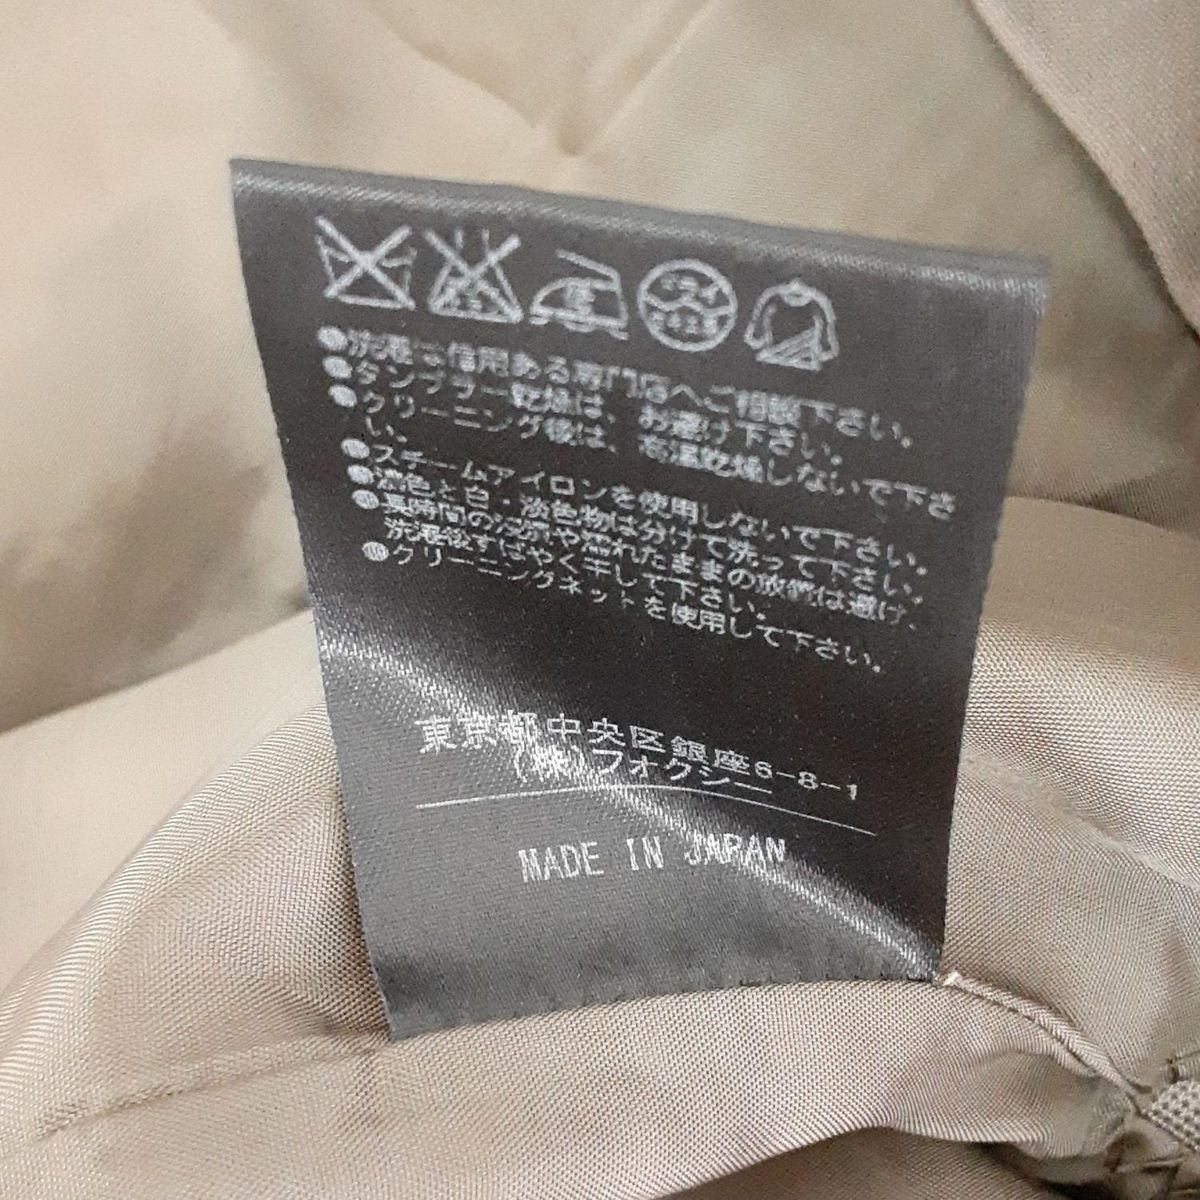 ●洗濯は信用ある専門店へご相談下さい。
●タンブラー乾燥は、お避け下さい。
●クリーニング後は、高温乾燥しないで下さ
い。
●スチームアイロンを使用しないで下さい。
●濃色と白・淡色物は分けて洗って下さい。
●長時間の浸漬や濡れたままの放置は避け、
洗濯後すばやく干して下さい。
●クリーニングネットを使用して下さい。
東京都中央区銀座6-8-1
(株)フォクシー
MADE IN JAPAN